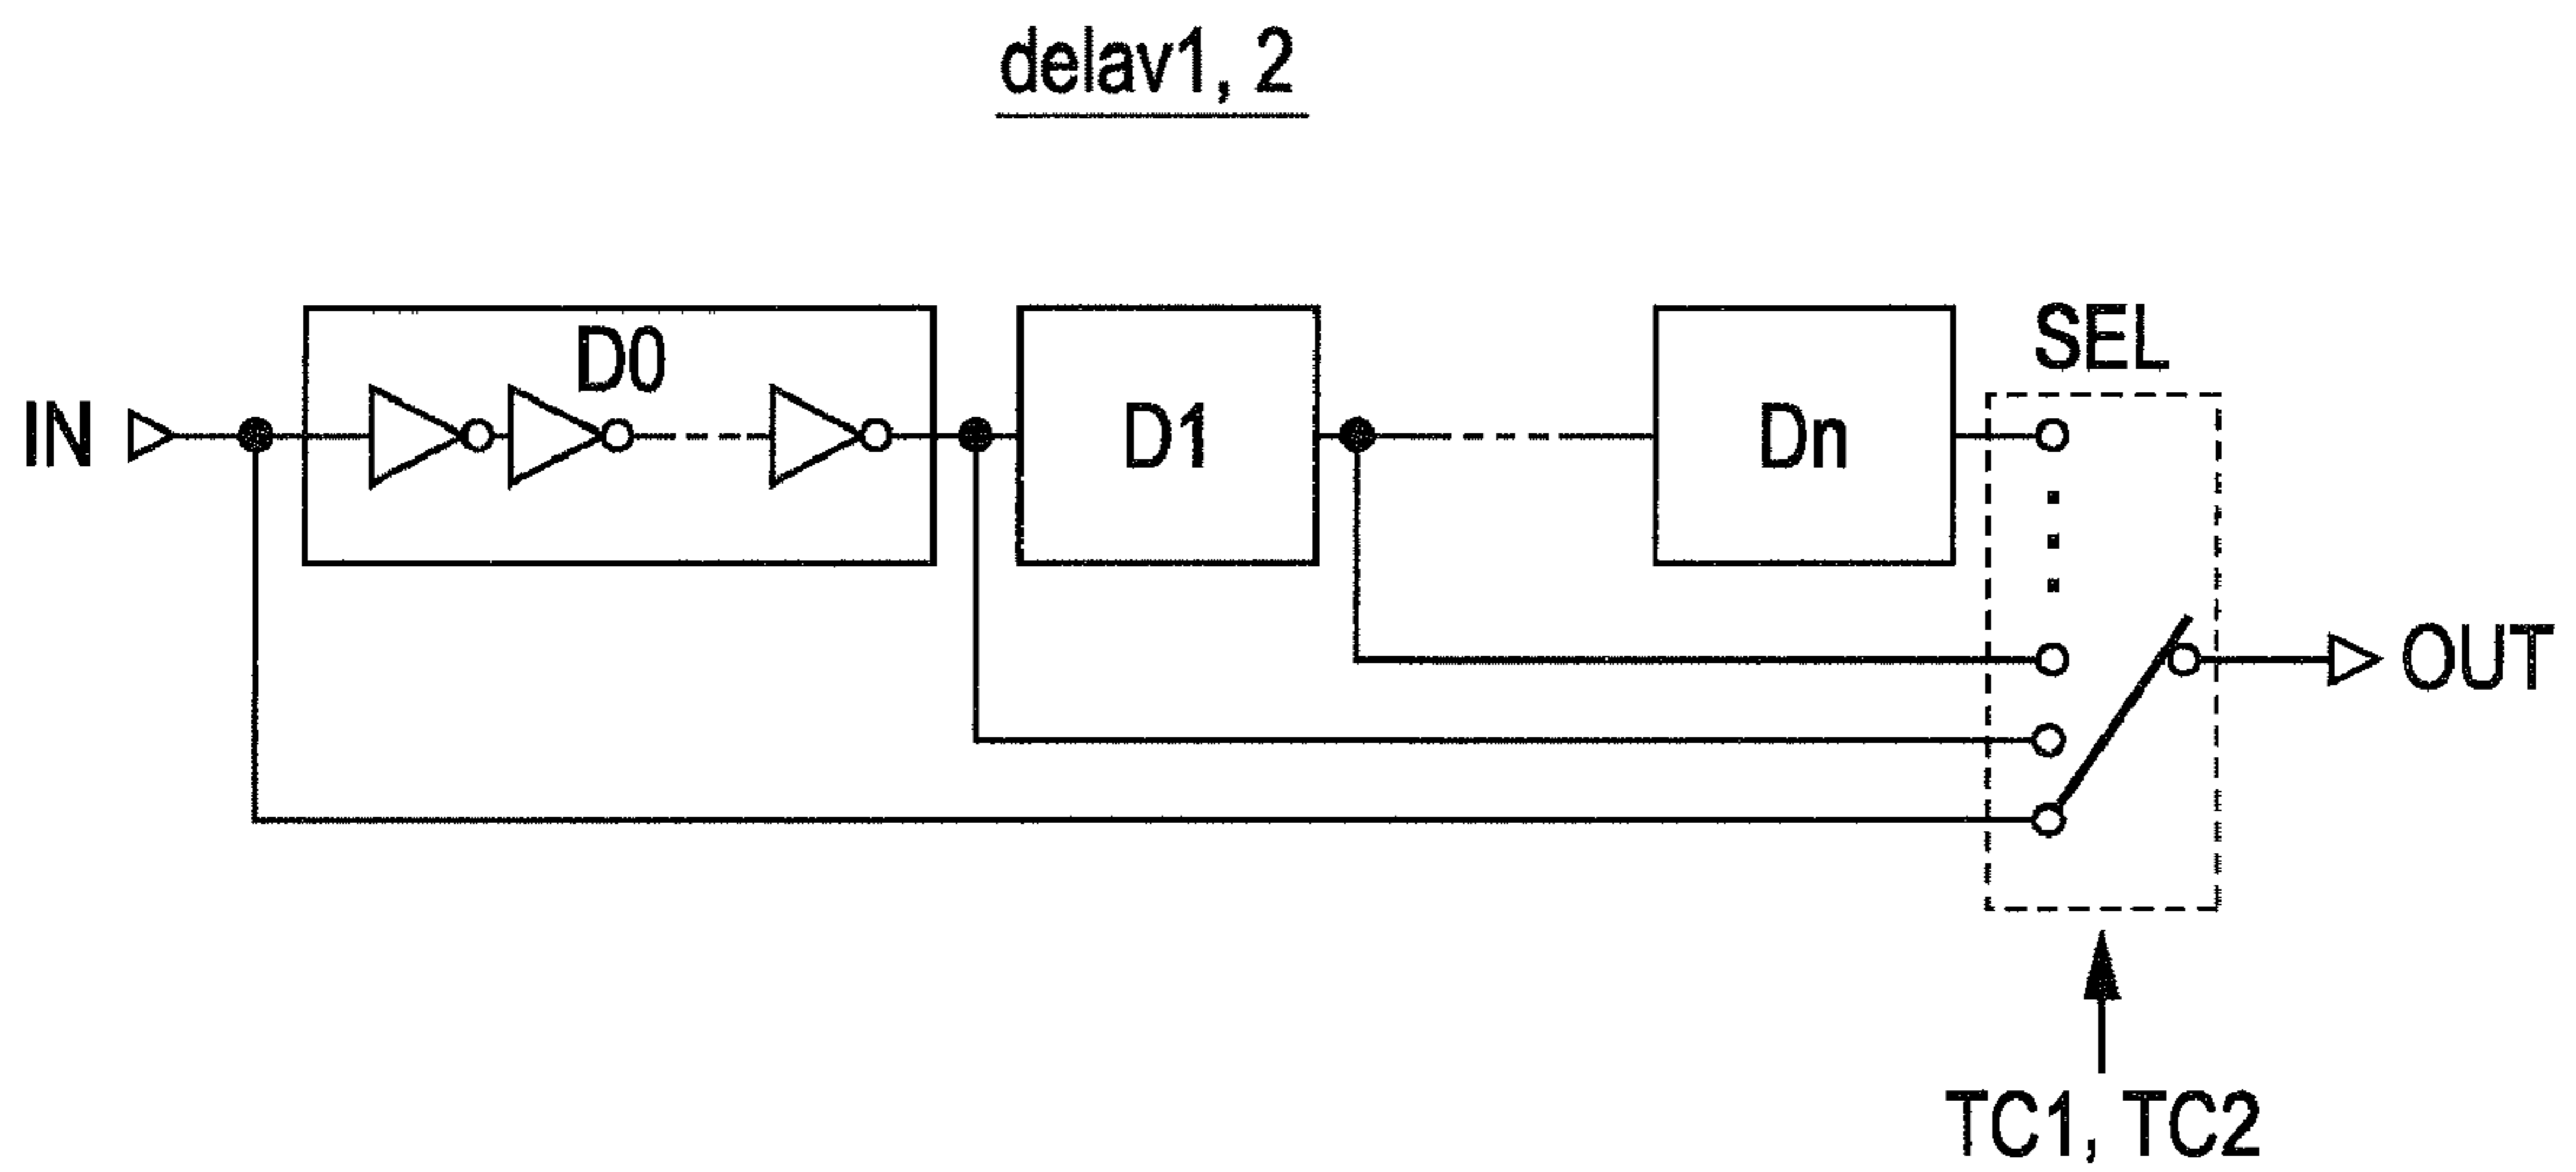 delav1, 2
D0
SEL
IN
D1
Dn
OUT
TC1, TC2